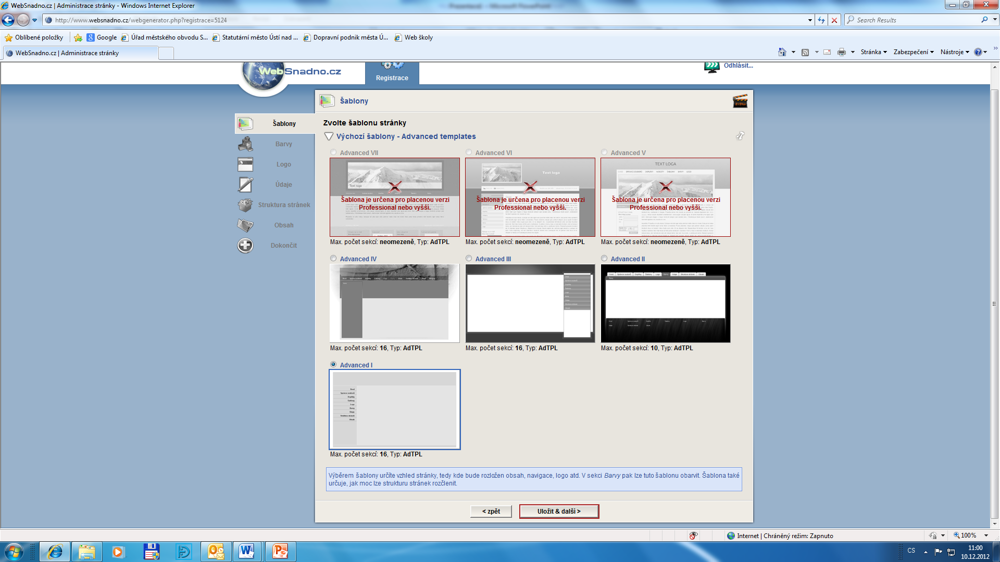 WebSnadno.cz | Administrace stránky - Windows Internet Explorer
http://www.websnadno.cz/webgenerator.php?registrace=5124
Search Results
Oblíbené položky
Google
Úřad městského obvodu S...
Statutární město Ústí nad ...
Dopravní podnik města Ú...
Web školy
WebSnadno.cz | Administrace stránky
Stránka
Zabezpečení
Nástroje
WebSnadno.cz
Registrace
Odhlásit...
Šablony
Šablony
Barvy
Logo
Údaje
Struktura stránek
Obsah
Dokončit
Zvolte šablonu stránky
Výchozí šablony - Advanced templates
Advanced VII
Advanced VI
Advanced V
Text loga
Text loga
TEXT LOGA
Šablona je určena pro placenou verzi
Professional nebo vyšší.
Šablona je určena pro placenou verzi
Professional nebo vyšší.
Šablona je určena pro placenou verzi
Professional nebo vyšší.
Max. počet sekcí: neomezeně, Typ: AdTPL
Max. počet sekcí: neomezeně, Typ: AdTPL
Max. počet sekcí: neomezeně, Typ: AdTPL
Advanced IV
Advanced III
Advanced II
Max. počet sekcí: 16, Typ: AdTPL
Max. počet sekcí: 16, Typ: AdTPL
Max. počet sekcí: 10, Typ: AdTPL
Advanced I
Max. počet sekcí: 16, Typ: AdTPL
Výběrem šablony určíte vzhled stránky, tedy kde bude rozložen obsah, navigace, logo atd. V sekci Barvy pak lze tuto šablonu obarvit. Šablona také
určuje, jak moc lze strukturu stránek rozčlenit.
< zpět
Uložit & další >
Internet | Chráněný režim: Zapnuto
100%
CS
11:00
10.12.2012